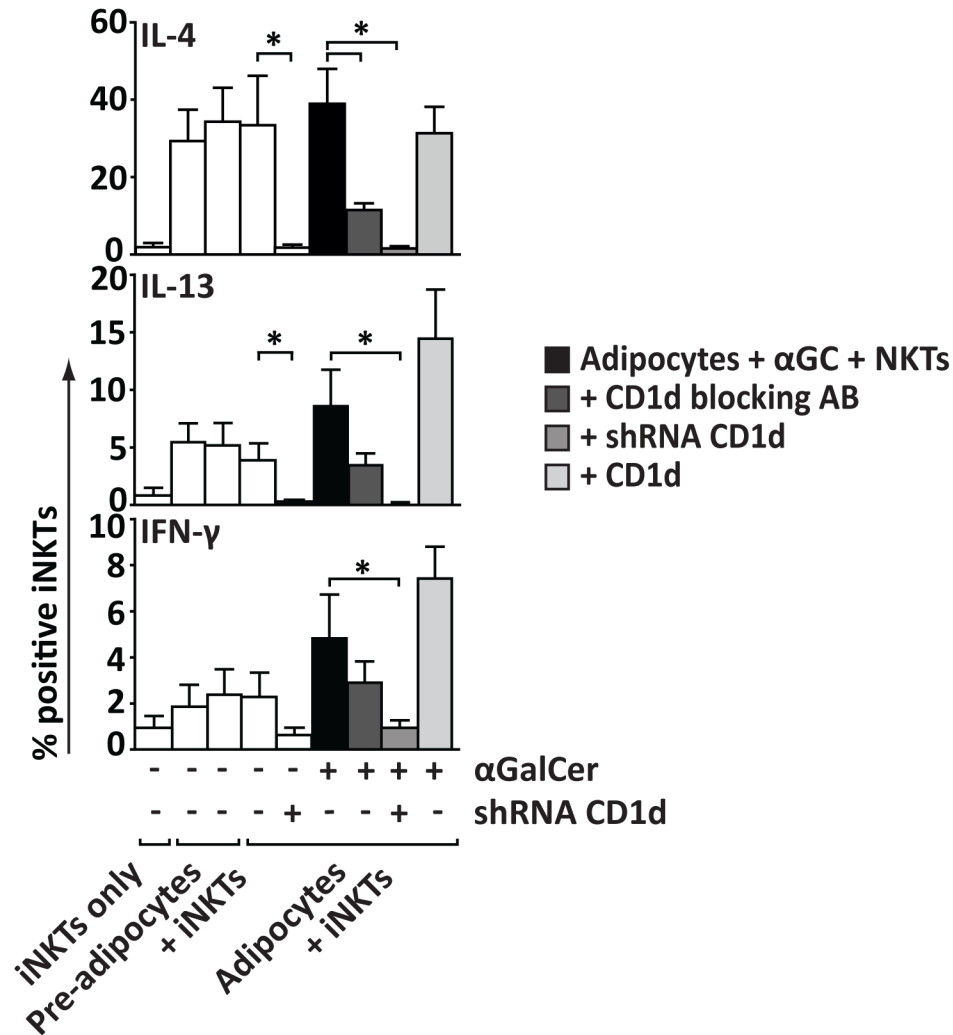 60
IL-4
*
*
40
20
0
20
IL-13
15
*
*
10
5
0
10
IFN-γ
8
*
6
4
2
0
% positive iNKTs
Adipocytes + αGC + NKTs
+ CD1d blocking AB
+ shRNA CD1d
+ CD1d
- - - - - + + + + αGalCer
- - - - + - - + - shRNA CD1d
iNKTs only
Pre-adipocytes
+ iNKTs
Adipocytes
+ iNKTs